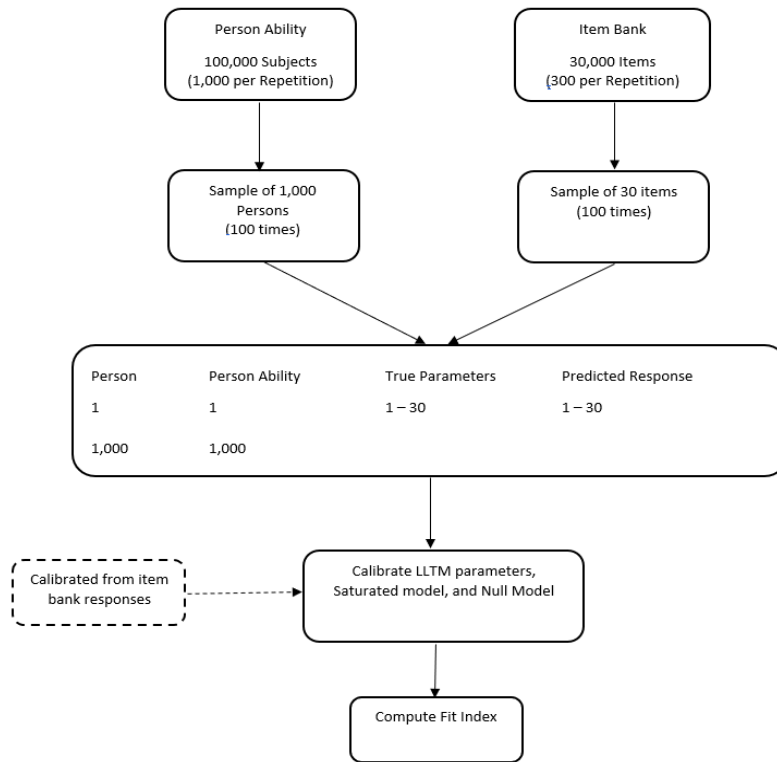 Person Ability
100,000 Subjects
(1,000 per Repetition)
Item Bank
30,000 Items
(300 per Repetition)
Sample of 1,000
Persons
(100 times)
Sample of 30 items
(100 times)
Person Person Ability True Parameters Predicted Response
1 1 1 – 30 1 – 30
1,000 1,000
Calibrated from item
bank responses
Calibrate LLTM parameters,
Saturated model, and Null Model
Compute Fit Index